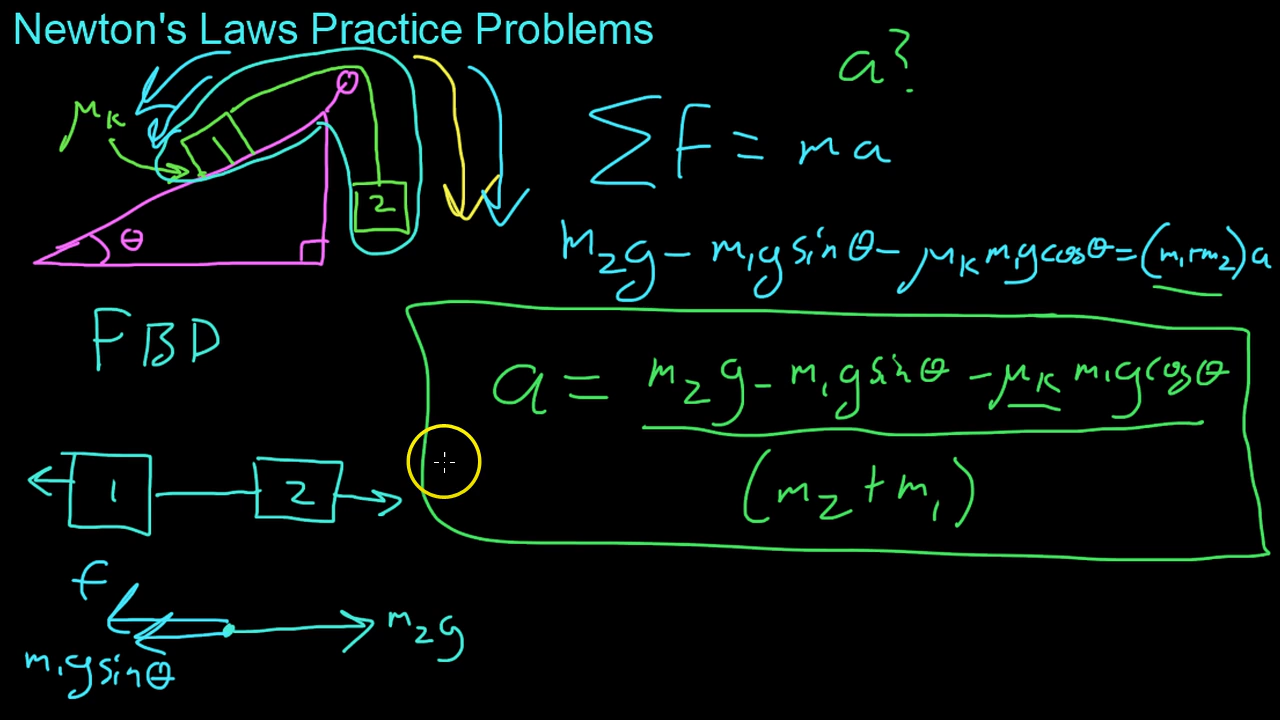 Newton's Laws Practice Problems
a?
μₖ
1
2
θ
ΣF = ma
m₂g - m₁g sinθ - μₖ m₁g cosθ = (m₁+m₂)a
FBD
a = m₂g - m₁g sinθ - μₖ m₁g cosθ
(m₂ + m₁)
1 2
f
m₂g
m₁g sinθ